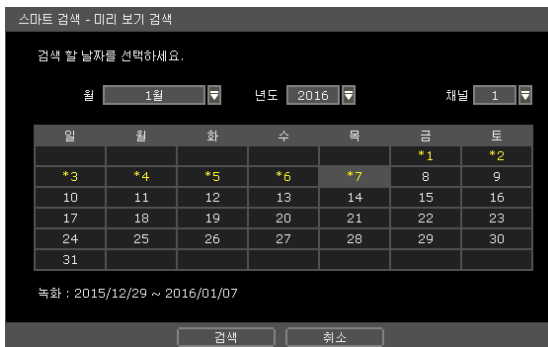 스마트 검색 - 미리 보기 검색
검색 할 날짜를 선택하세요.
월 1월 년도 2016 채널 1
일 월 화 수 목 금 토
*1 *2
*3 *4 *5 *6 *7 8 9
10 11 12 13 14 15 16
17 18 19 20 21 22 23
24 25 26 27 28 29 30
31
녹화 : 2015/12/29 ~ 2016/01/07
검색 취소